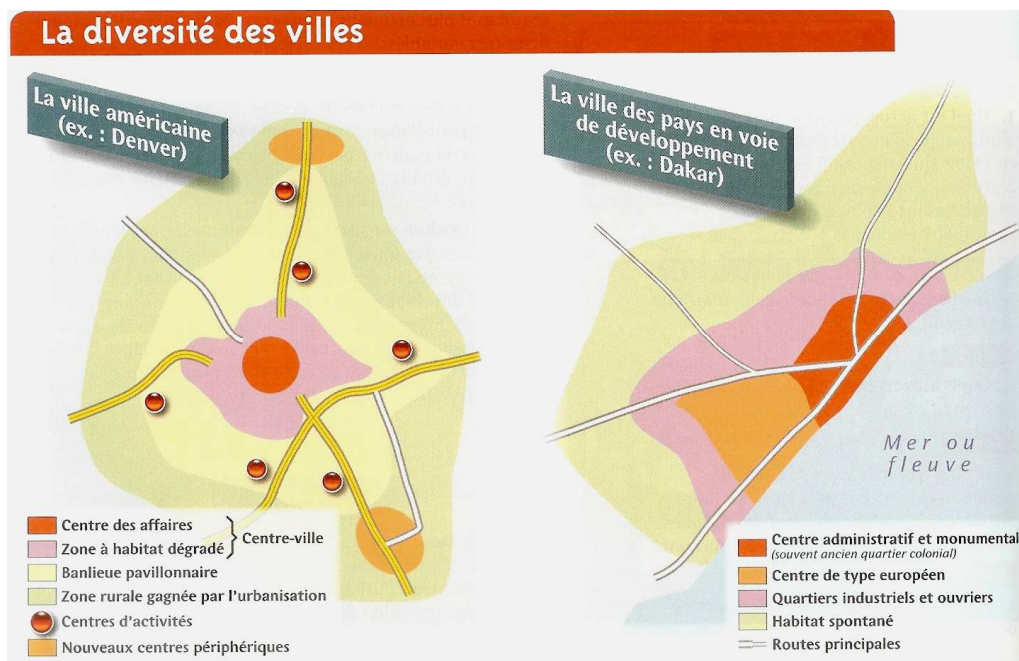 La diversité des villes
La ville américaine
(ex. : Denver)
La ville des pays en voie
de développement
(ex. : Dakar)
Mer ou
fleuve
Centre des affaires
Zone à habitat dégradé
Centre-ville
Banlieue pavillonnaire
Zone rurale gagnée par l'urbanisation
Centres d'activités
Nouveaux centres périphériques
Centre administratif et monumental
(souvent ancien quartier colonial)
Centre de type européen
Quartiers industriels et ouvriers
Habitat spontané
Routes principales